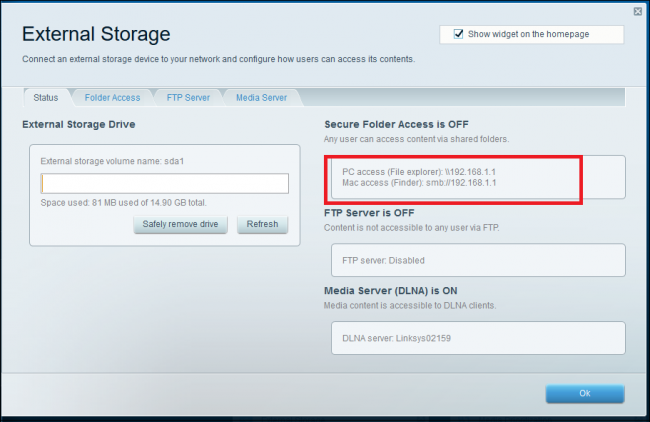 External Storage
Show widget on the homepage
Connect an external storage device to your network and configure how users can access its contents.
Status
Folder Access
FTP Server
Media Server
External Storage Drive
External storage volume name: sda1
Space used: 81 MB used of 14.90 GB total.
Safely remove drive
Refresh
Secure Folder Access is OFF
Any user can access content via shared folders.
PC access (File explorer): \\192.168.1.1
Mac access (Finder): smb://192.168.1.1
FTP Server is OFF
Content is not accessible to any user via FTP.
FTP server: Disabled
Media Server (DLNA) is ON
Media content is accessible to DLNA clients.
DLNA server: Linksys02159
Ok